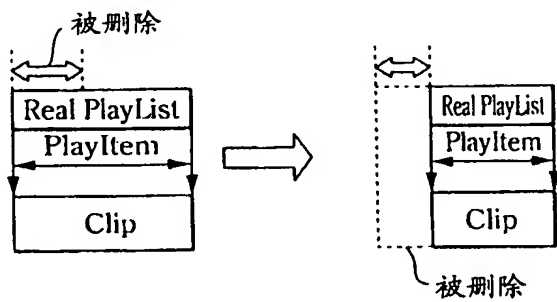 被删除
Real PlayList
PlayItem
Clip
Real PlayList
PlayItem
Clip
被删除